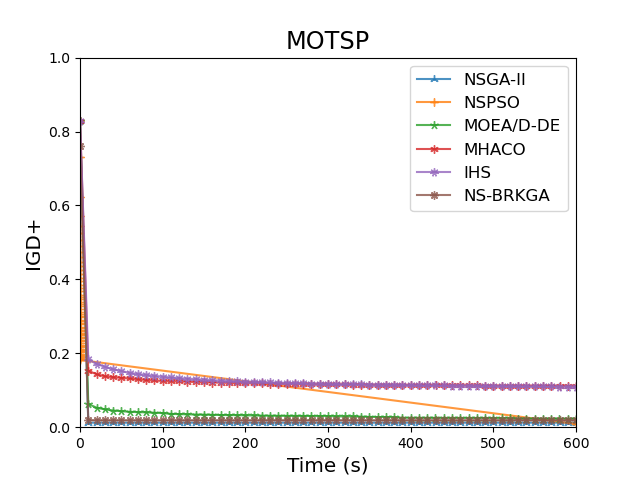 MOTSP
IGD+
1.0
0.8
0.6
0.4
0.2
0.0
0 100 200 300 400 500 600
Time (s)
NSGA-II
NSPSO
MOEA/D-DE
MHACO
IHS
NS-BRKGA